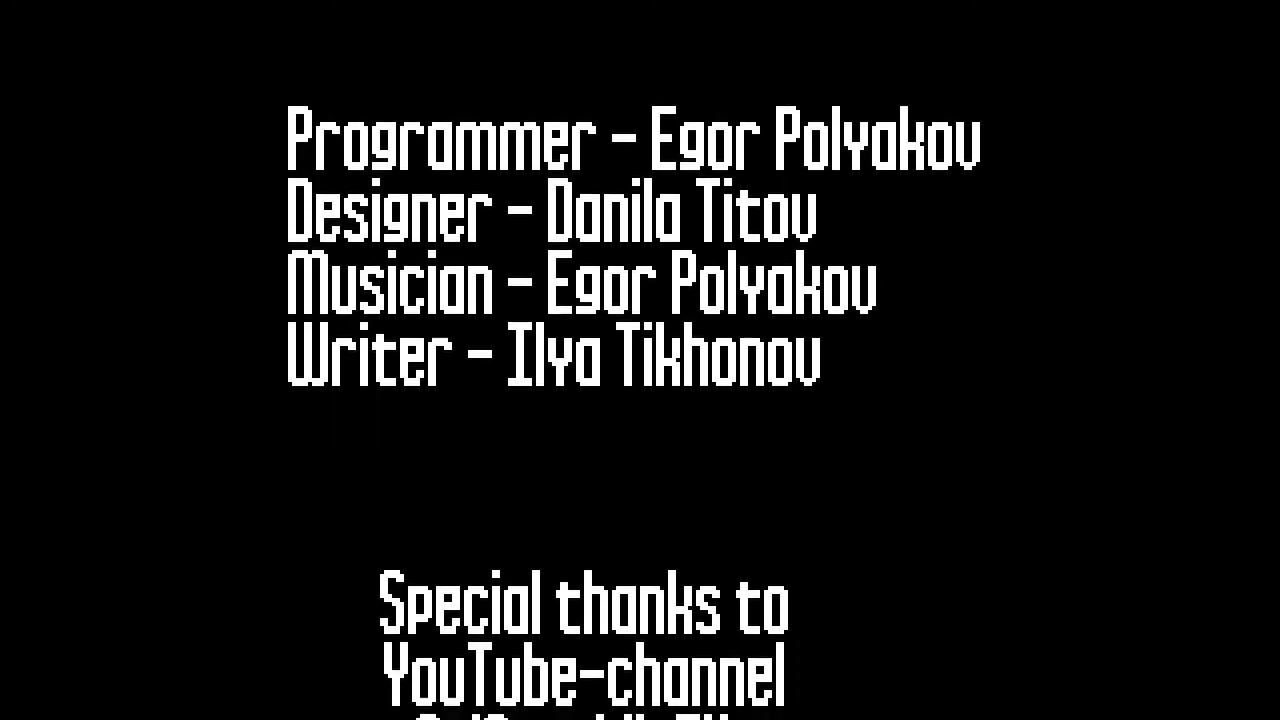 Programmer - Egor Polyakov
Designer - Danila Titov
Musician - Egor Polyakov
Writer - Ilya Tikhonov
Special thanks to
YouTube-channel